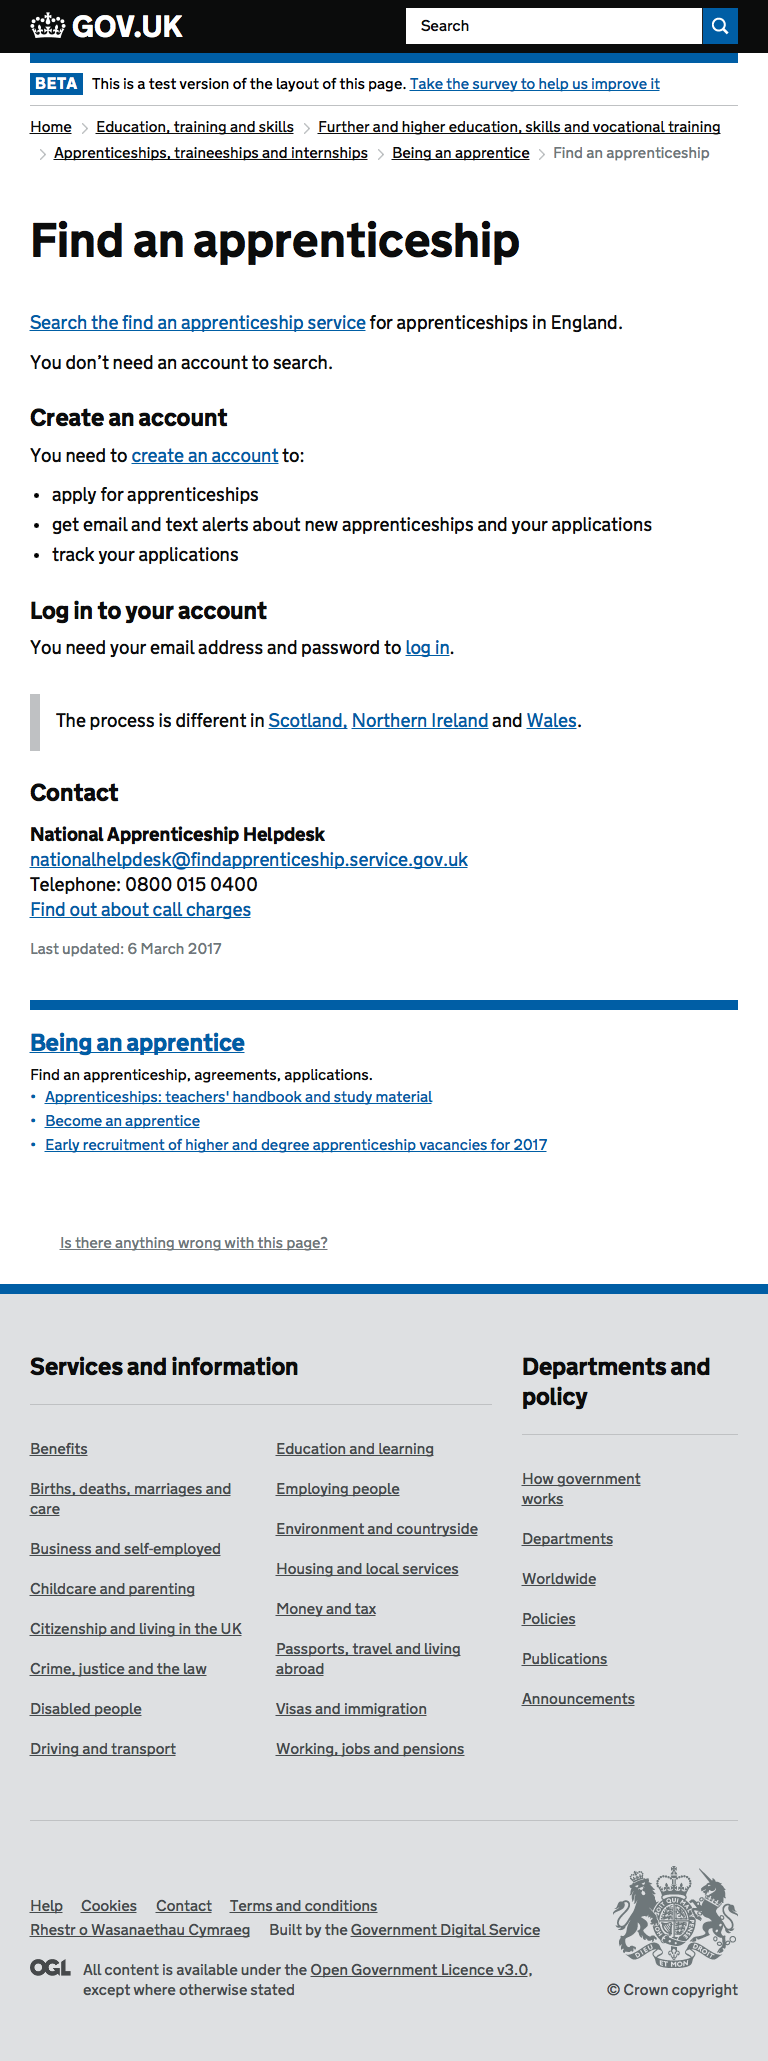 GOV.UK
Search
BETA This is a test version of the layout of this page. Take the survey to help us improve it
Home Education, training and skills Further and higher education, skills and vocational training
Apprenticeships, traineeships and internships Being an apprentice Find an apprenticeship
Find an apprenticeship
Search the find an apprenticeship service for apprenticeships in England.
You don’t need an account to search.
Create an account
You need to create an account to:
• apply for apprenticeships
• get email and text alerts about new apprenticeships and your applications
• track your applications
Log in to your account
You need your email address and password to log in.
The process is different in Scotland, Northern Ireland and Wales.
Contact
National Apprenticeship Helpdesk
nationalhelpdesk@findapprenticeship.service.gov.uk
Telephone: 0800 015 0400
Find out about call charges
Last updated: 6 March 2017
Being an apprentice
Find an apprenticeship, agreements, applications.
• Apprenticeships: teachers' handbook and study material
• Become an apprentice
• Early recruitment of higher and degree apprenticeship vacancies for 2017
Is there anything wrong with this page?
Services and information
Benefits
Births, deaths, marriages and
care
Business and self-employed
Childcare and parenting
Citizenship and living in the UK
Crime, justice and the law
Disabled people
Driving and transport
Education and learning
Employing people
Environment and countryside
Housing and local services
Money and tax
Passports, travel and living
abroad
Visas and immigration
Working, jobs and pensions
Departments and
policy
How government
works
Departments
Worldwide
Policies
Publications
Announcements
Help Cookies Contact Terms and conditions
Rhestr o Wasanaethau Cymraeg Built by the Government Digital Service
OGL All content is available under the Open Government Licence v3.0,
except where otherwise stated
DIEU ET MON DROIT
© Crown copyright